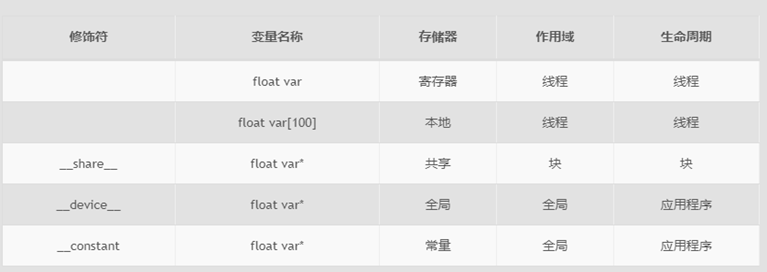 修饰符 变量名称 存储器 作用域 生命周期
float var 寄存器 线程 线程
float var[100] 本地 线程 线程
__share__ float var* 共享 块 块
__device__ float var* 全局 全局 应用程序
__constant float var* 常量 全局 应用程序